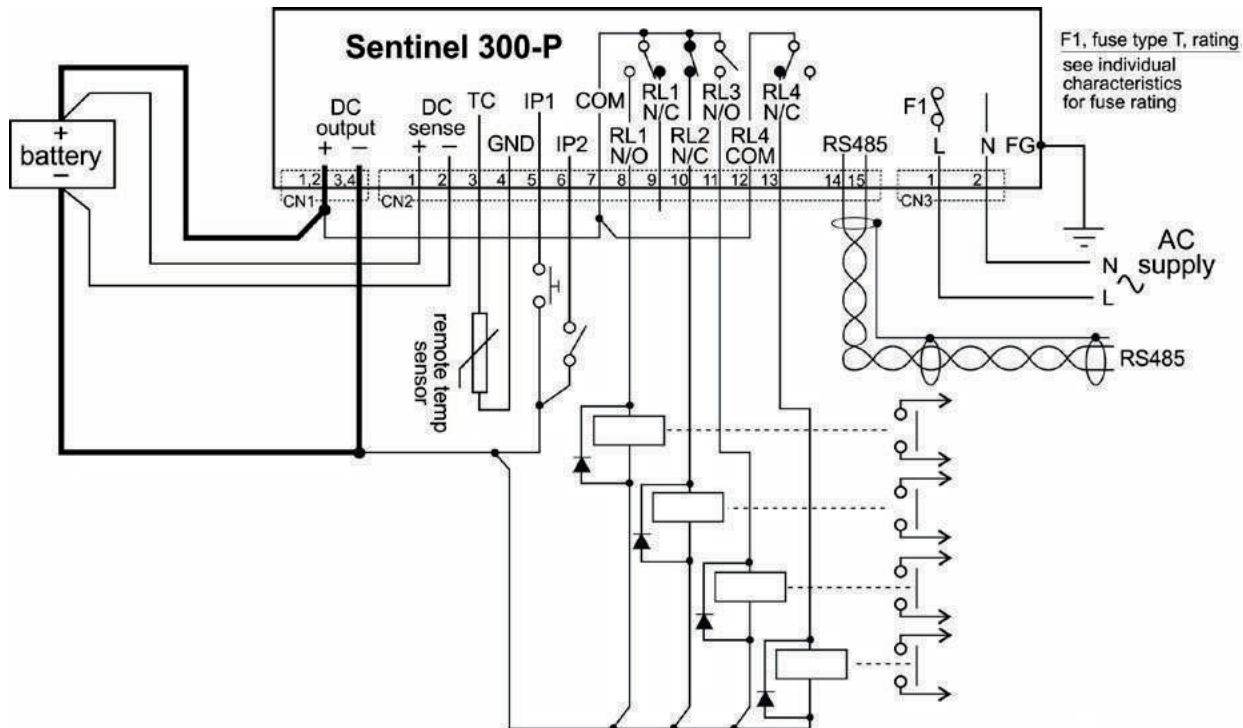 Sentinel 300-P
F1, fuse type T, rating
see individual
characteristics
for fuse rating
RL1
N/C
RL3
N/O
RL4
N/C
TC
IP1
COM
F1
DC
output
+
−
DC
sense
+
−
GND
IP2
RL1
N/O
RL2
N/C
RL4
COM
RS485
L
N
FG
+
battery
−
1,2
3,4
CN1
1
2
3
4
5
6
7
8
9
10
11
12
13
14
15
CN2
1
2
CN3
AC
supply
N
L
remote temp
sensor
RS485